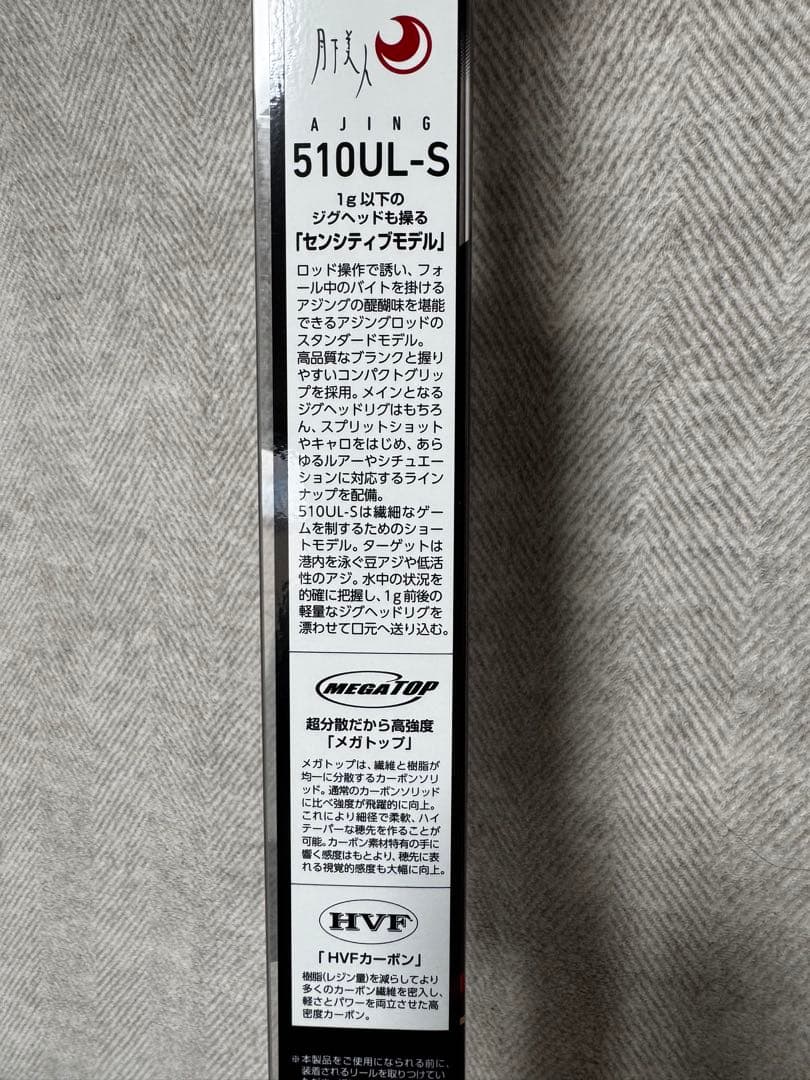 月下美人
AJING
510UL-S
1g以下の
ジグヘッドも操る
「センシティブモデル」
ロッド操作で誘い、フォ
ール中のバイトを掛ける
アジングの醍醐味を堪能
できるアジングロッドの
スタンダードモデル。
高品質なブランクと握り
やすいコンパクトグリッ
プを採用。メインとなる
ジグヘッドリグはもちろ
ん、スプリットショット
やキャロをはじめ、あら
ゆるルアーやシチュエー
ションに対応するライン
ナップを配備。
510UL-Sは繊細なゲー
ムを制するためのショー
トモデル。ターゲットは
港内を泳ぐ豆アジや低活
性のアジ。水中の状況を
的確に把握し、1g前後の
軽量なジグヘッドリグを
漂わせて口元へ送り込む。
MEGATOP
超分散だから高強度
「メガトップ」
メガトップは、繊維と樹脂が
均一に分散するカーボンソリ
ッド。通常のカーボンソリッド
に比べ強度が飛躍的に向上。
これにより細径で柔軟、ハイ
テーパーな穂先を作ることが
可能。カーボン素材特有の手に
響く感度はもとより、穂先に表
れる視覚的感度も大幅に向上。
HVF
「HVFカーボン」
樹脂(レジン量)を減らしてより
多くのカーボン繊維を密入し、
軽さとパワーを両立させた高
密度カーボン。
※本製品をご使用になられる前に、
装着されるリールを取りつけてい